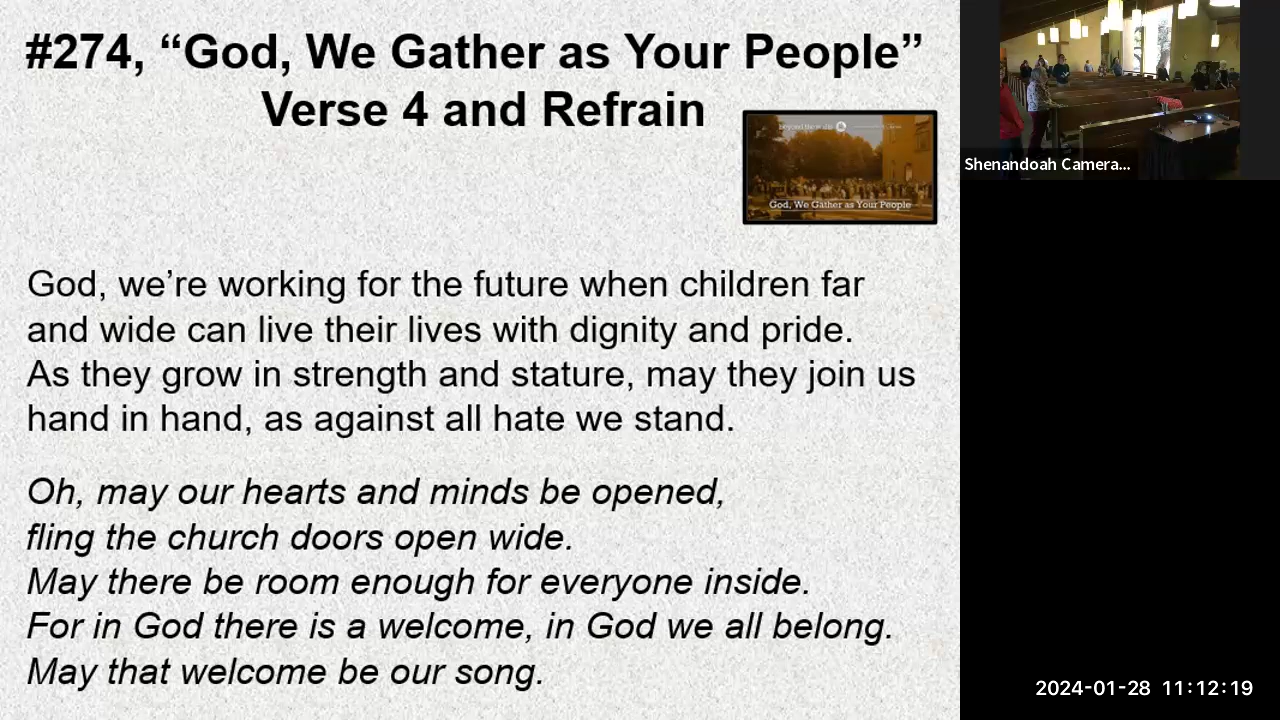 #274, “God, We Gather as Your People”
Verse 4 and Refrain
God, We Gather as Your People
God, we’re working for the future when children far
and wide can live their lives with dignity and pride.
As they grow in strength and stature, may they join us
hand in hand, as against all hate we stand.
Oh, may our hearts and minds be opened,
fling the church doors open wide.
May there be room enough for everyone inside.
For in God there is a welcome, in God we all belong.
May that welcome be our song.
Shenandoah Camera...
2024-01-28 11:12:19